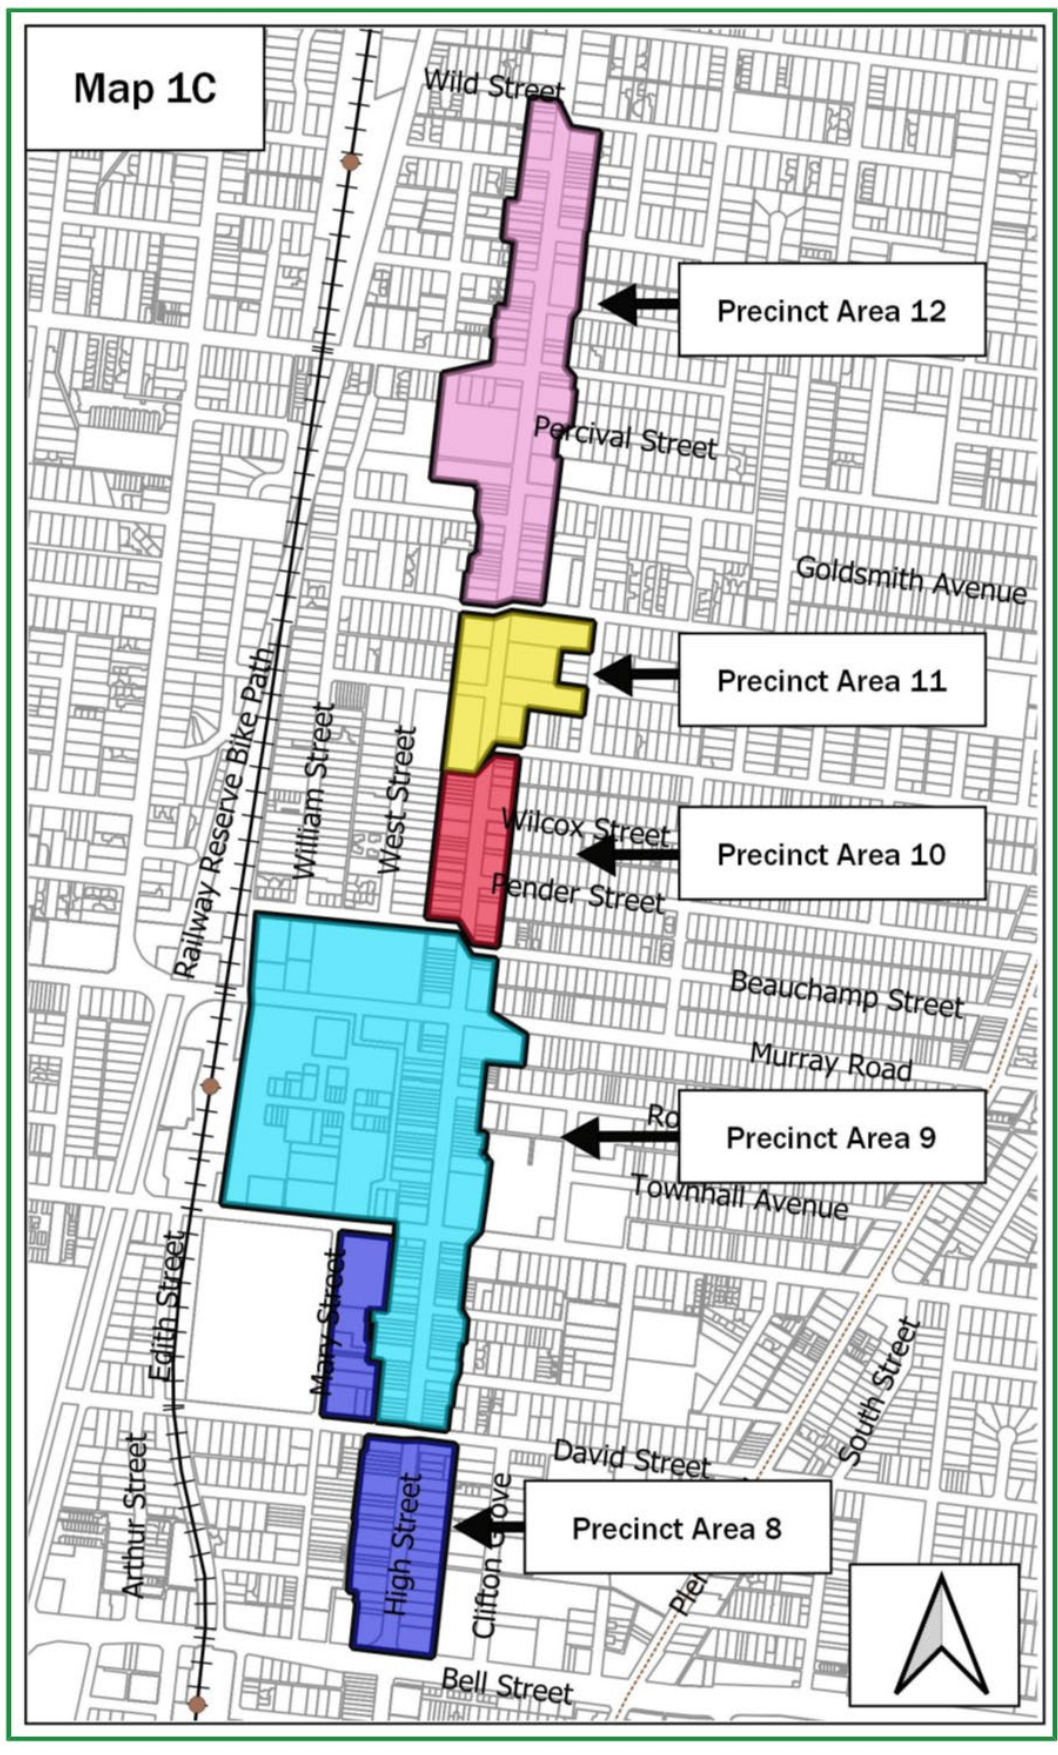 Map 1C
Wild Street
Precinct Area 12
Percival Street
Goldsmith Avenue
Precinct Area 11
Railway Reserve Bike Path
William Street
West Street
Wilcox Street
Precinct Area 10
Pender Street
Beauchamp Street
Murray Road
Ro
Precinct Area 9
Townhall Avenue
Edith Street
Mary Street
South Street
Arthur Street
David Street
High Street
Clifton Grove
Precinct Area 8
Plen
Bell Street